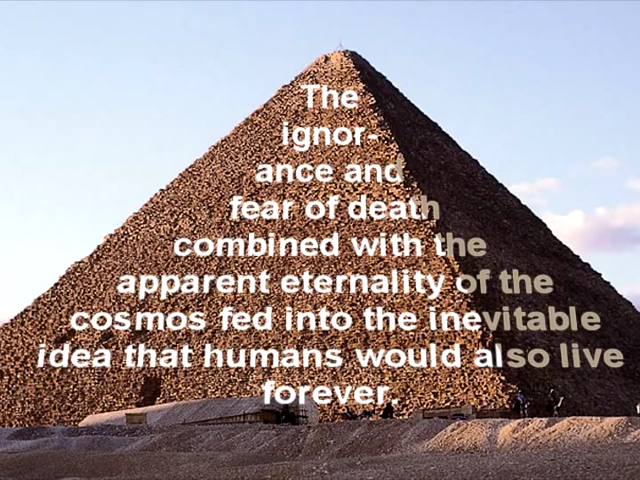 The
ignor-
ance and
fear of death
combined with the
apparent eternality of the
cosmos fed into the inevitable
idea that humans would also live
forever.